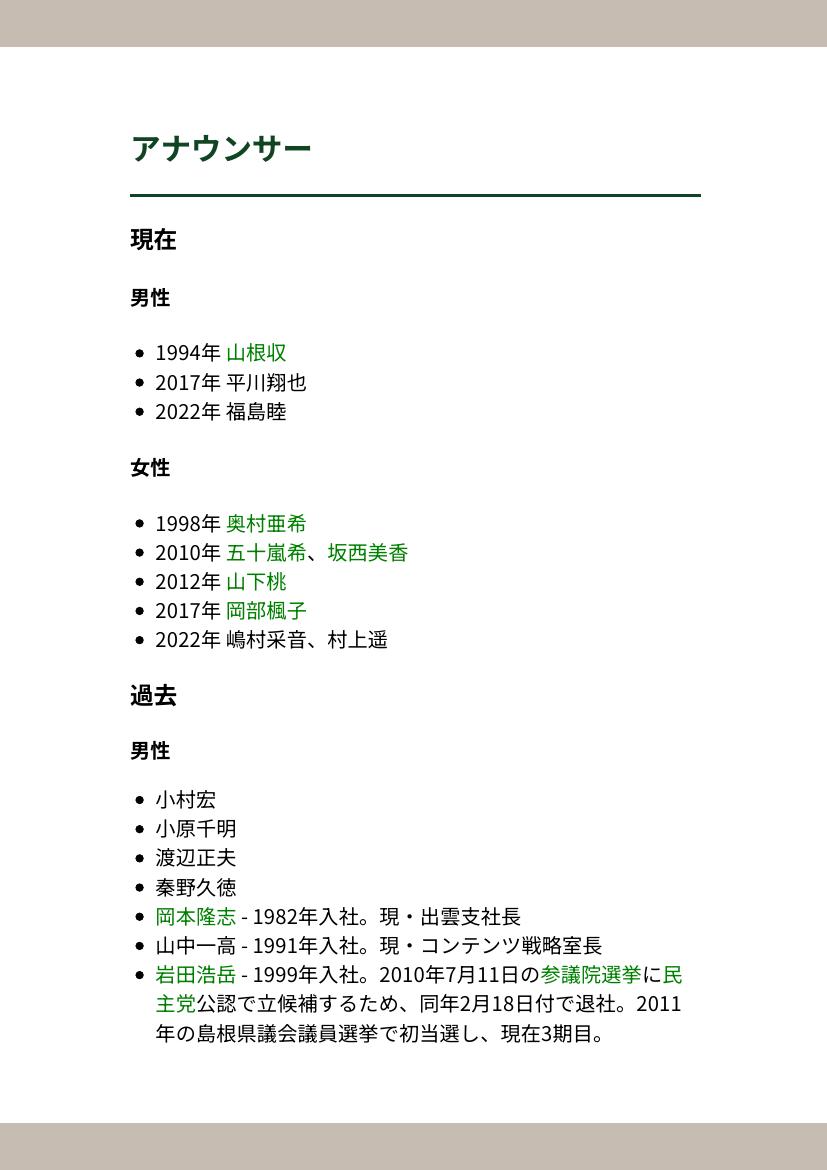 アナウンサー
現在
男性
1994年 山根収
2017年 平川翔也
2022年 福島睦
女性
1998年 奥村亜希
2010年 五十嵐希、坂西美香
2012年 山下桃
2017年 岡部楓子
2022年 嶋村采音、村上遥
過去
男性
小村宏
小原千明
渡辺正夫
秦野久徳
岡本隆志 - 1982年入社。現・出雲支社長
山中一高 - 1991年入社。現・コンテンツ戦略室長
岩田浩岳 - 1999年入社。2010年7月11日の参議院選挙に民
主党公認で立候補するため、同年2月18日付で退社。2011
年の島根県議会議員選挙で初当選し、現在3期目。